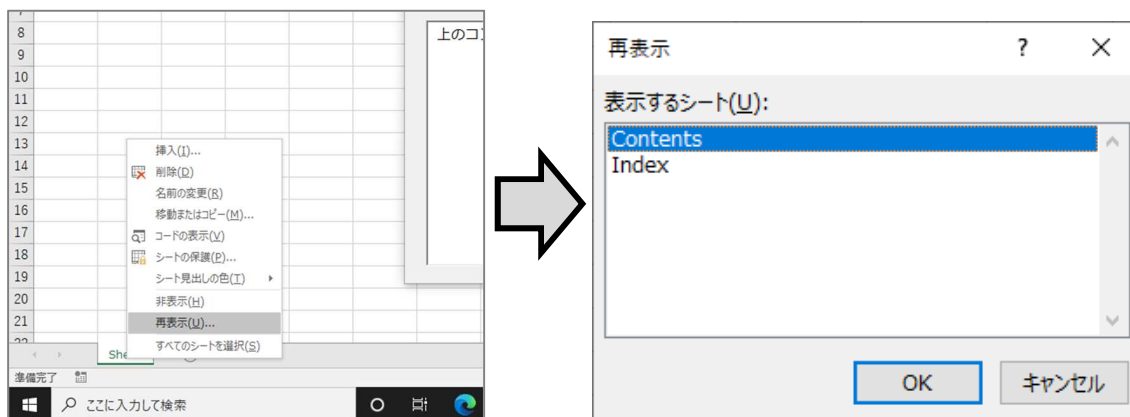 8
上のコ
9
10
11
12
13
挿入(I)...
14
削除(D)
15
名前の変更(R)
16
移動またはコピー(M)...
17
コードの表示(V)
18
シートの保護(P)...
19
シート見出しの色(T)
20
非表示(H)
21
再表示(U)...
すべてのシートを選択(S)
She
準備完了
ここに入力して検索
再表示
?
表示するシート(U):
Contents
Index
OK
キャンセル